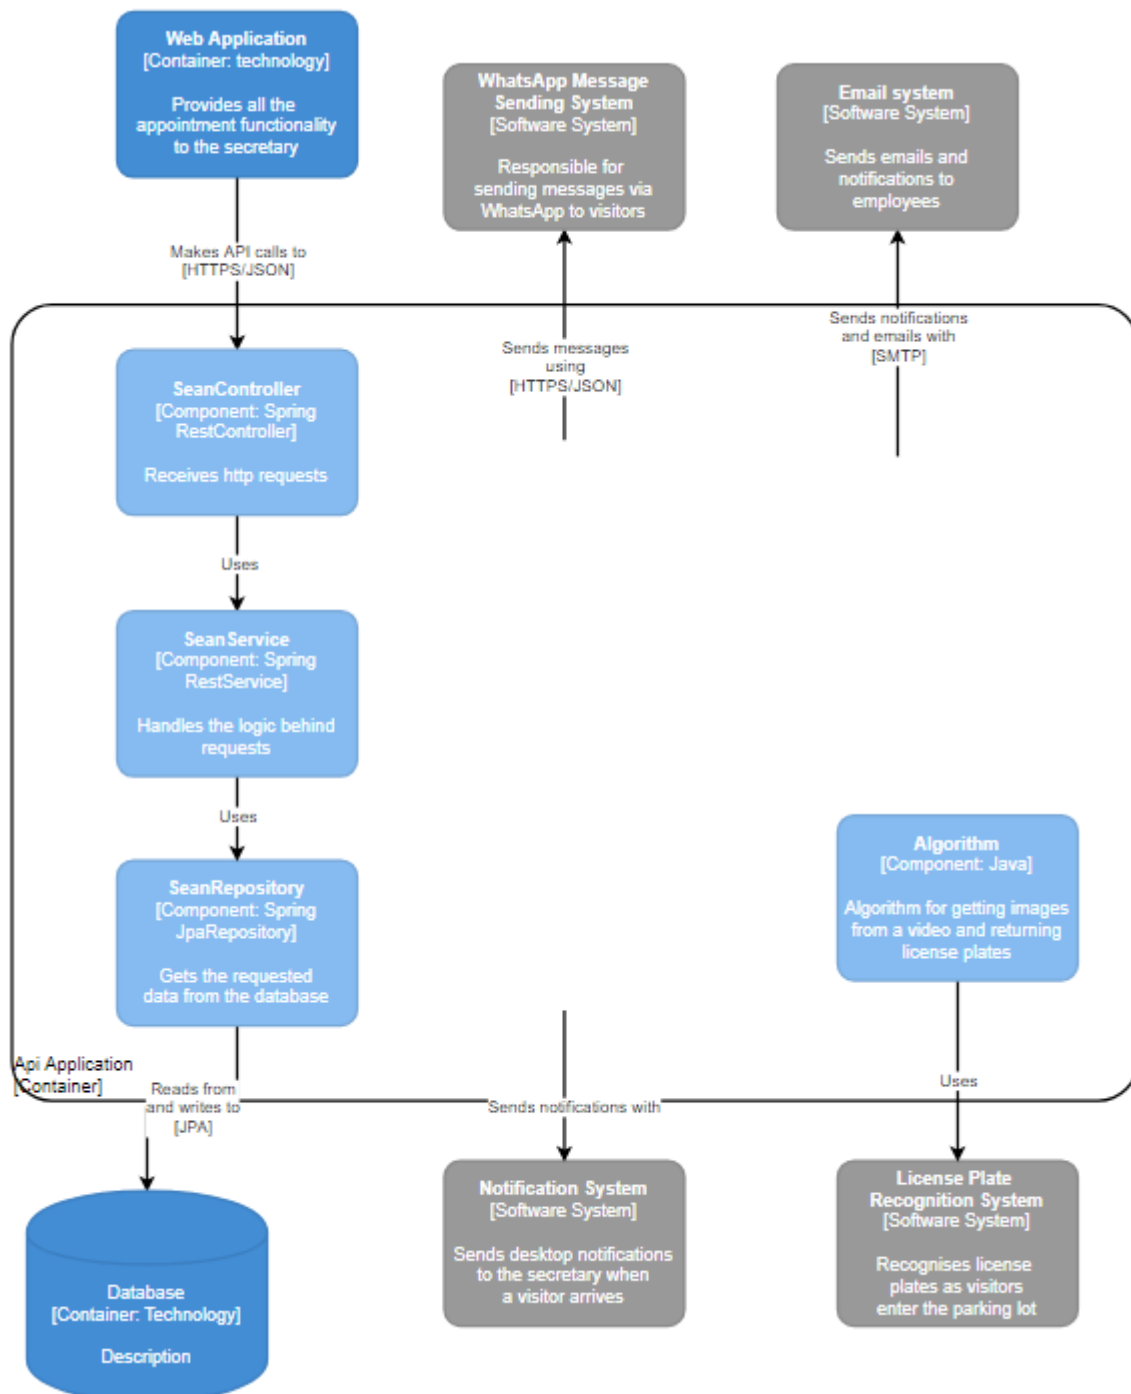 Web Application
[Container: technology]
Provides all the
appointment functionality
to the secretary
WhatsApp Message
Sending System
[Software System]
Responsible for
sending messages via
WhatsApp to visitors
Email system
[Software System]
Sends emails and
notifications to
employees
Makes API calls to
[HTTPS/JSON]
Sends messages
using
[HTTPS/JSON]
Sends notifications
and emails with
[SMTP]
SeanController
[Component: Spring
RestController]
Receives http requests
Uses
SeanService
[Component: Spring
RestService]
Handles the logic behind
requests
Uses
SeanRepository
[Component: Spring
JpaRepository]
Gets the requested
data from the database
Algorithm
[Component: Java]
Algorithm for getting images
from a video and returning
license plates
Api Application
[Container]
Reads from
and writes to
[JPA]
Sends notifications with
Uses
Database
[Container: Technology]
Description
Notification System
[Software System]
Sends desktop notifications
to the secretary when
a visitor arrives
License Plate
Recognition System
[Software System]
Recognises license
plates as visitors
enter the parking lot